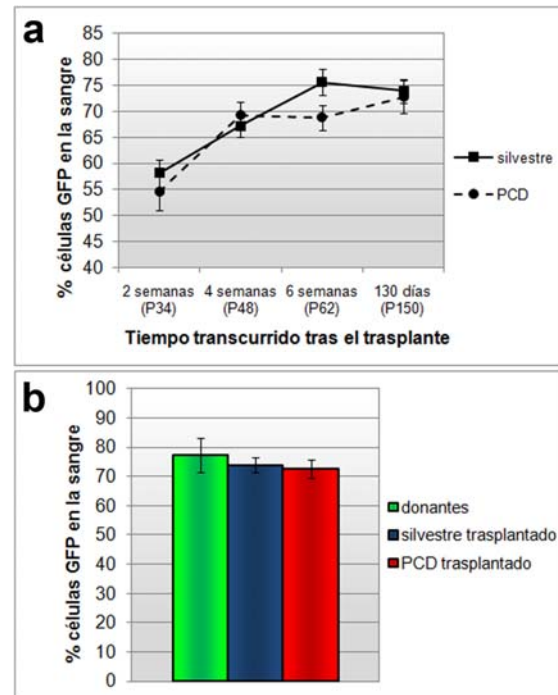 a
% células GFP en la sangre
85
80
75
70
65
60
55
50
45
40
2 semanas
(P34)
4 semanas
(P48)
6 semanas
(P62)
130 días
(P150)
Tiempo transcurrido tras el trasplante
silvestre
PCD
b
% células GFP en la sangre
100
90
80
70
60
50
40
30
20
10
0
donantes
silvestre trasplantado
PCD trasplantado